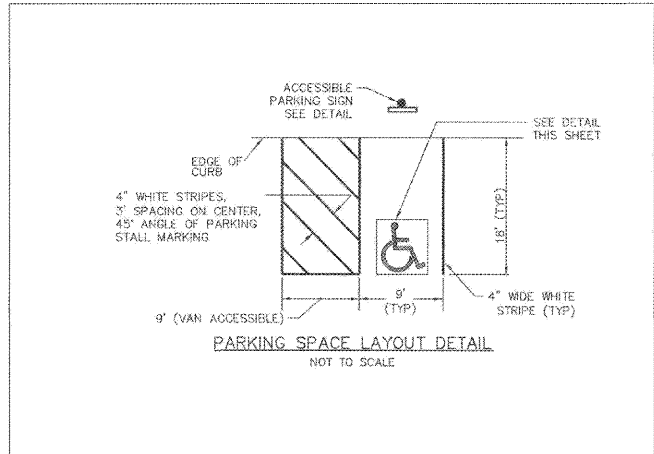 ACCESSIBLE
PARKING SIGN
SEE DETAIL
SEE DETAIL
THIS SHEET
EDGE OF
CURB
4" WHITE STRIPES,
3' SPACING ON CENTER,
45° ANGLE OF PARKING
STALL MARKING
18' (TYP)
9' (VAN ACCESSIBLE)
9'
(TYP)
4" WIDE WHITE
STRIPE (TYP)
PARKING SPACE LAYOUT DETAIL
NOT TO SCALE